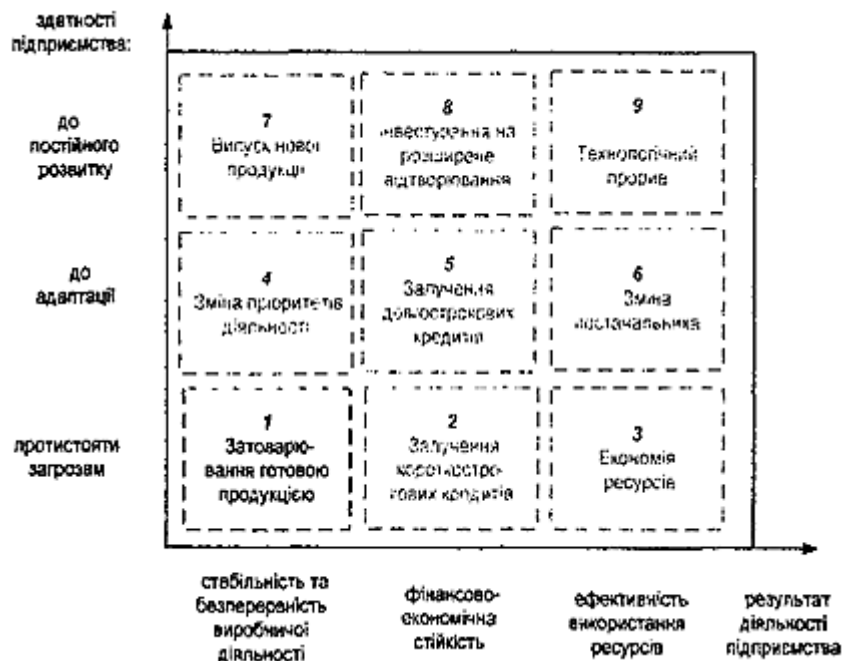 здатності
підприємства:
до
постійного
розвитку
7
Випуск нової
продукції
8
Інвестування на
розширене
відтворювання
9
Технологічний
прорив
до
адаптації
4
Зміна пріоритетів
діяльності
5
Залучення
довгострокових
кредитів
6
Зміна
постачальника
протистояти
загрозам
1
Затоварю-
вання готовою
продукцією
2
Залучення
короткостро-
кових кредитів
3
Економія
ресурсів
стабільність та
безперервність
виробничої
діяльності
фінансово-
економічна
стійкість
ефективність
використання
ресурсів
результат
діяльності
підприємства